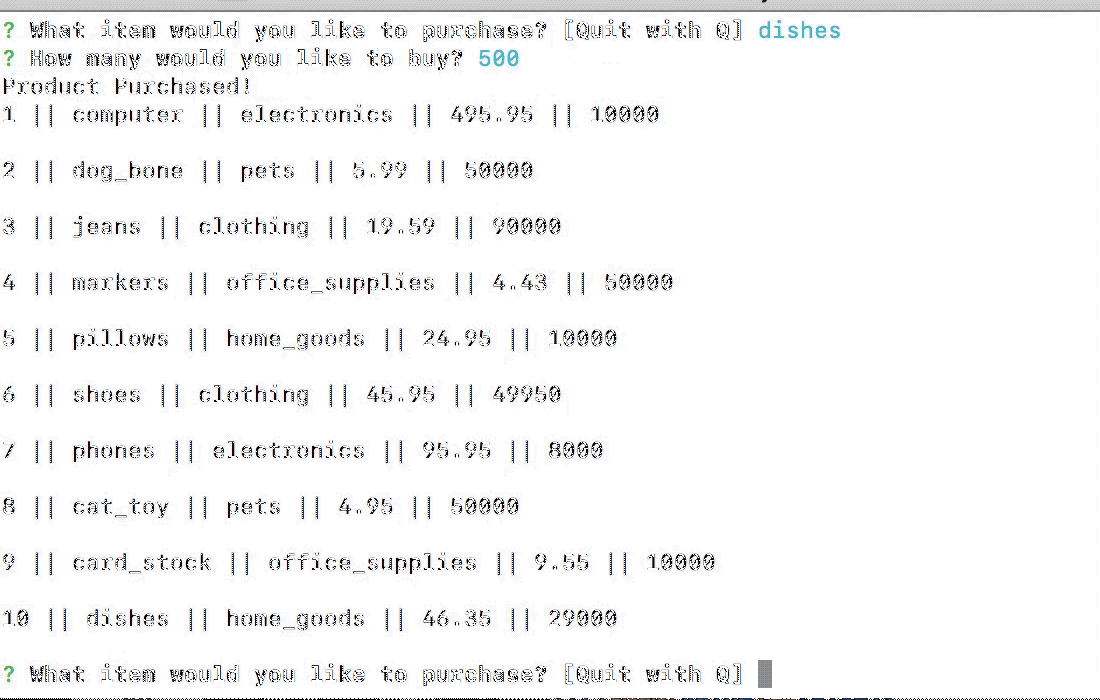 ? What item would you like to purchase? [Quit with Q] dishes
? How many would you like to buy? 500
Product Purchased!
1 || computer || electronics || 495.95 || 10000
2 || dog_bone || pets || 5.99 || 50000
3 || jeans || clothing || 19.59 || 90000
4 || markers || office_supplies || 4.43 || 50000
5 || pillows || home_goods || 24.95 || 10000
6 || shoes || clothing || 45.95 || 49950
7 || phones || electronics || 95.95 || 8000
8 || cat_toy || pets || 4.95 || 50000
9 || card_stock || office_supplies || 9.55 || 10000
10 || dishes || home_goods || 46.35 || 29000
? What item would you like to purchase? [Quit with Q]